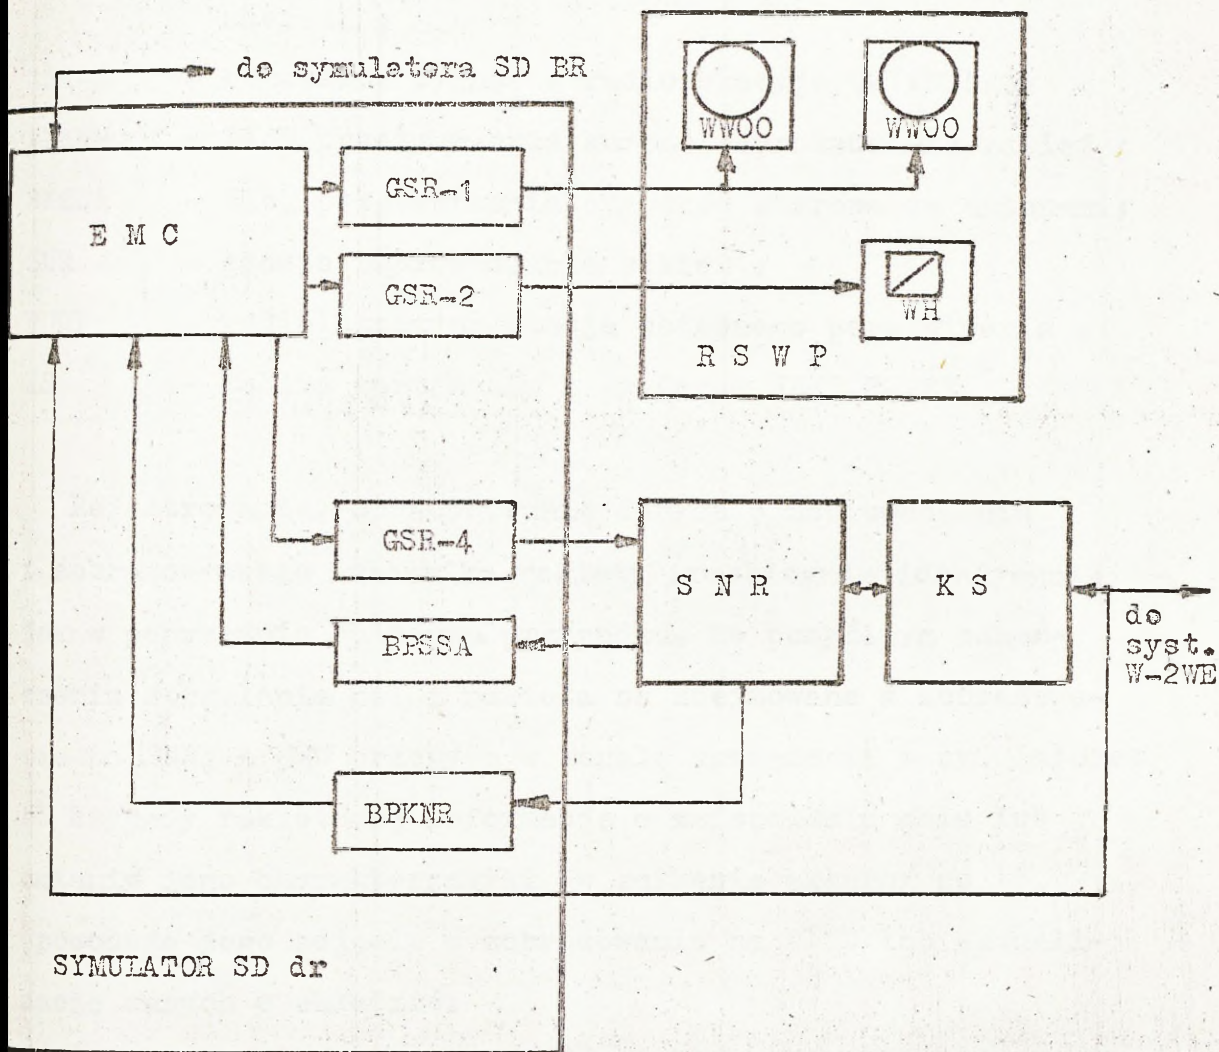 do symulatora SD BR
WWOO
WWOO
GSR-1
E M C
GSR-2
WH
R S W P
GSR-4
S N R
K S
BPSSA
do
syst.
W-2WE
BPKNR
SYMULATOR SD dr